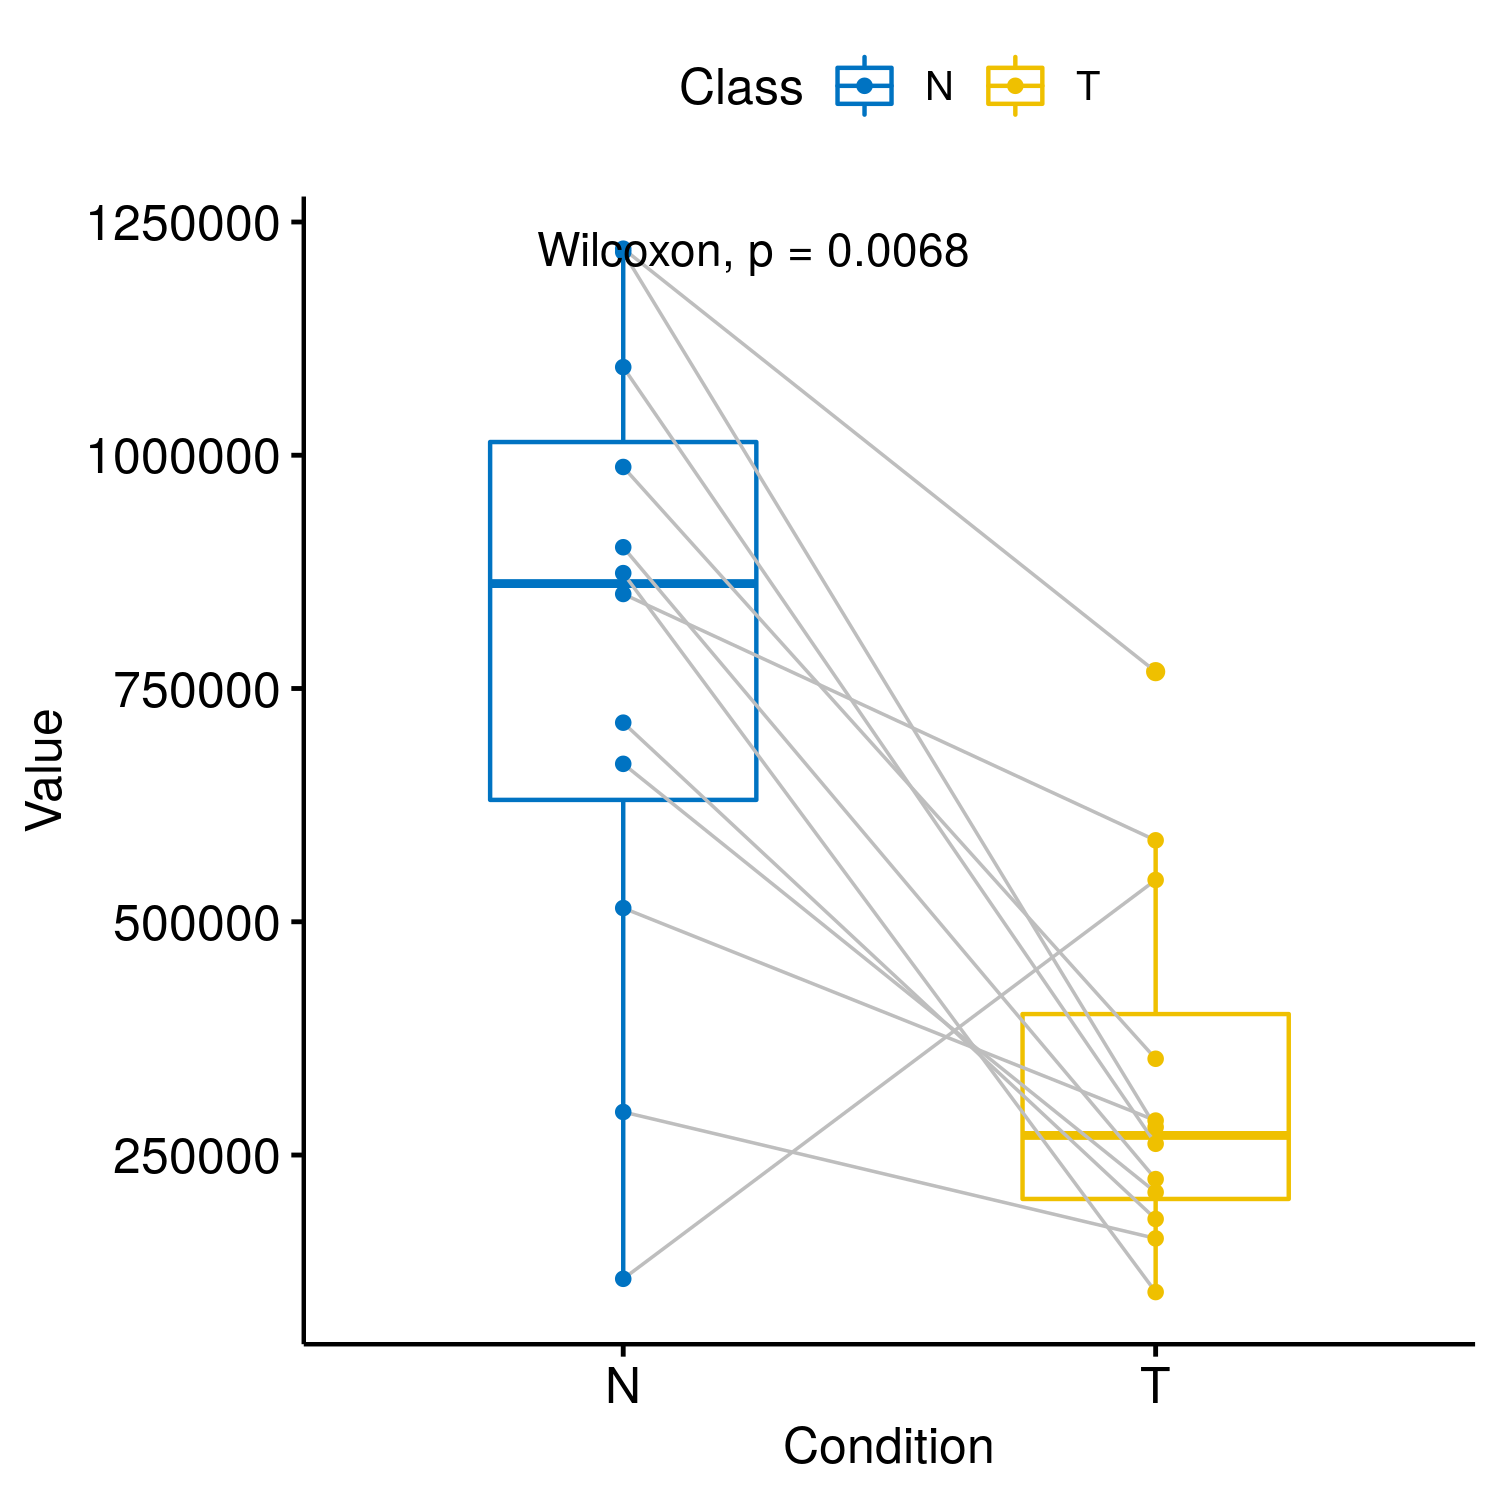 Class N T
Wilcoxon, p = 0.0068
1250000
1000000
750000
500000
250000
Value
N T
Condition